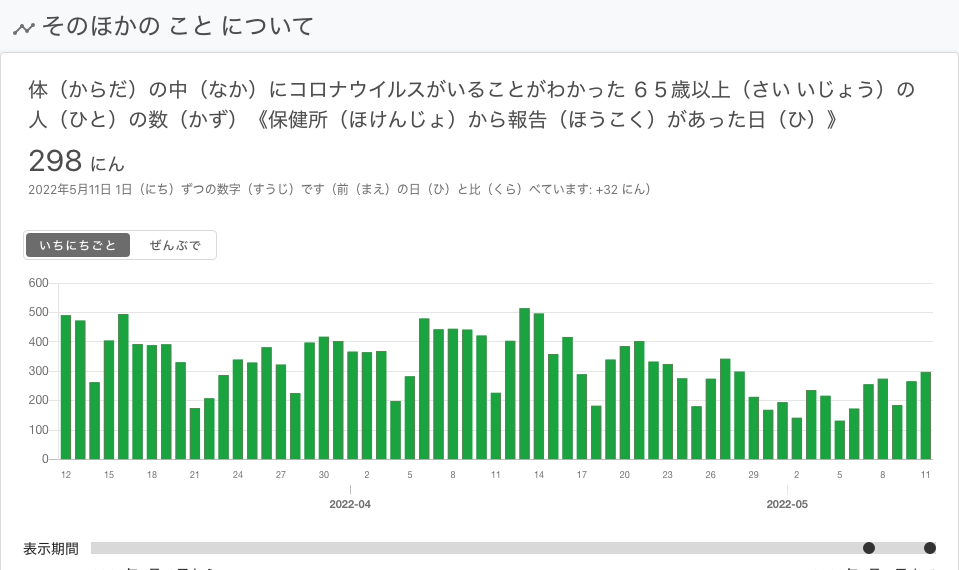 そのほかの こと について
体（からだ）の中（なか）にコロナウイルスがいることがわかった ６５歳以上（さい いじょう）の
人（ひと）の数（かず）《保健所（ほけんじょ）から報告（ほうこく）があった日（ひ）》
298 にん
2022年5月11日 1日（にち）ずつの数字（すうじ）です（前（まえ）の日（ひ）と比（くら）べています: +32 にん）
いちにちごと ぜんぶで
600
500
400
300
200
100
0
12 15 18 21 24 27 30 2 5 8 11 14 17 20 23 26 29 2 5 8 11
2022-04 2022-05
表示期間